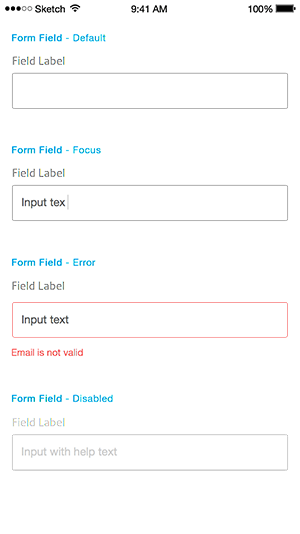 Sketch 9:41 AM 100%
Form Field - Default
Field Label
Form Field - Focus
Field Label
Input tex
Form Field - Error
Field Label
Input text
Email is not valid
Form Field - Disabled
Field Label
Input with help text